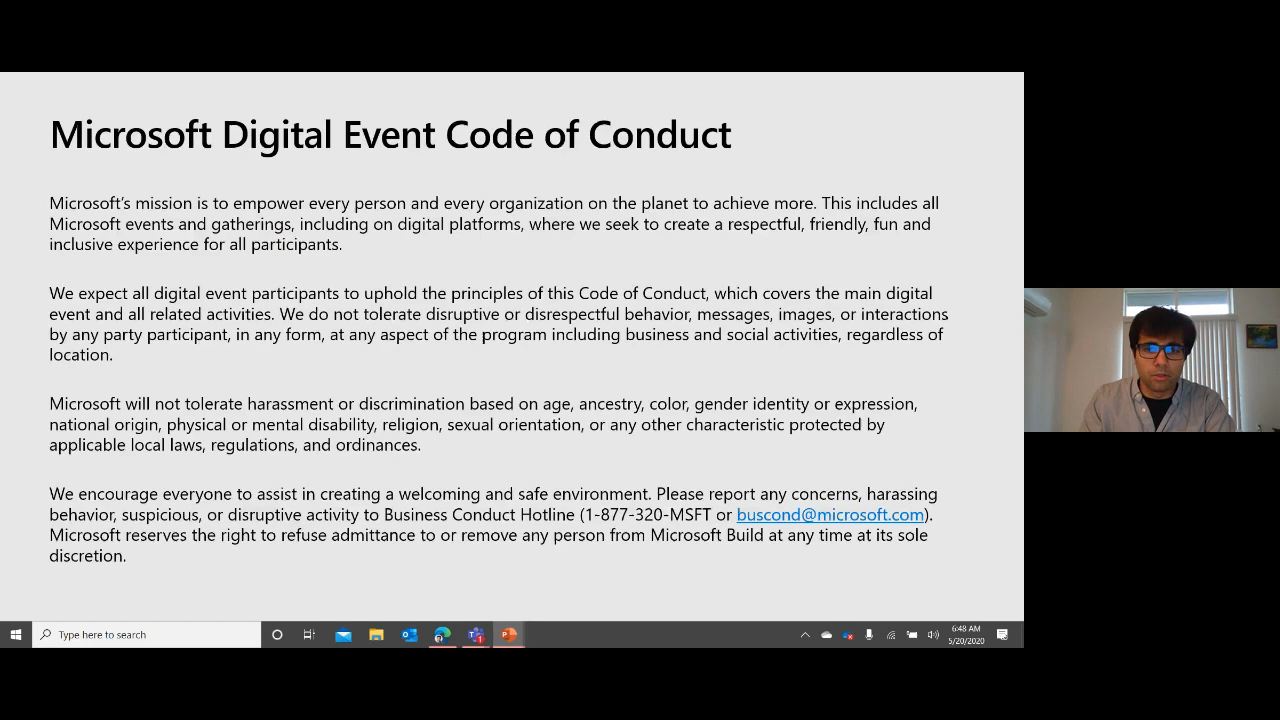 Microsoft Digital Event Code of Conduct
Microsoft's mission is to empower every person and every organization on the planet to achieve more. This includes all
Microsoft events and gatherings, including on digital platforms, where we seek to create a respectful, friendly, fun and
inclusive experience for all participants.
We expect all digital event participants to uphold the principles of this Code of Conduct, which covers the main digital
event and all related activities. We do not tolerate disruptive or disrespectful behavior, messages, images, or interactions
by any party participant, in any form, at any aspect of the program including business and social activities, regardless of
location.
Microsoft will not tolerate harassment or discrimination based on age, ancestry, color, gender identity or expression,
national origin, physical or mental disability, religion, sexual orientation, or any other characteristic protected by
applicable local laws, regulations, and ordinances.
We encourage everyone to assist in creating a welcoming and safe environment. Please report any concerns, harassing
behavior, suspicious, or disruptive activity to Business Conduct Hotline (1-877-320-MSFT or buscond@microsoft.com).
Microsoft reserves the right to refuse admittance to or remove any person from Microsoft Build at any time at its sole
discretion.
Type here to search
6:48 AM
5/20/2020